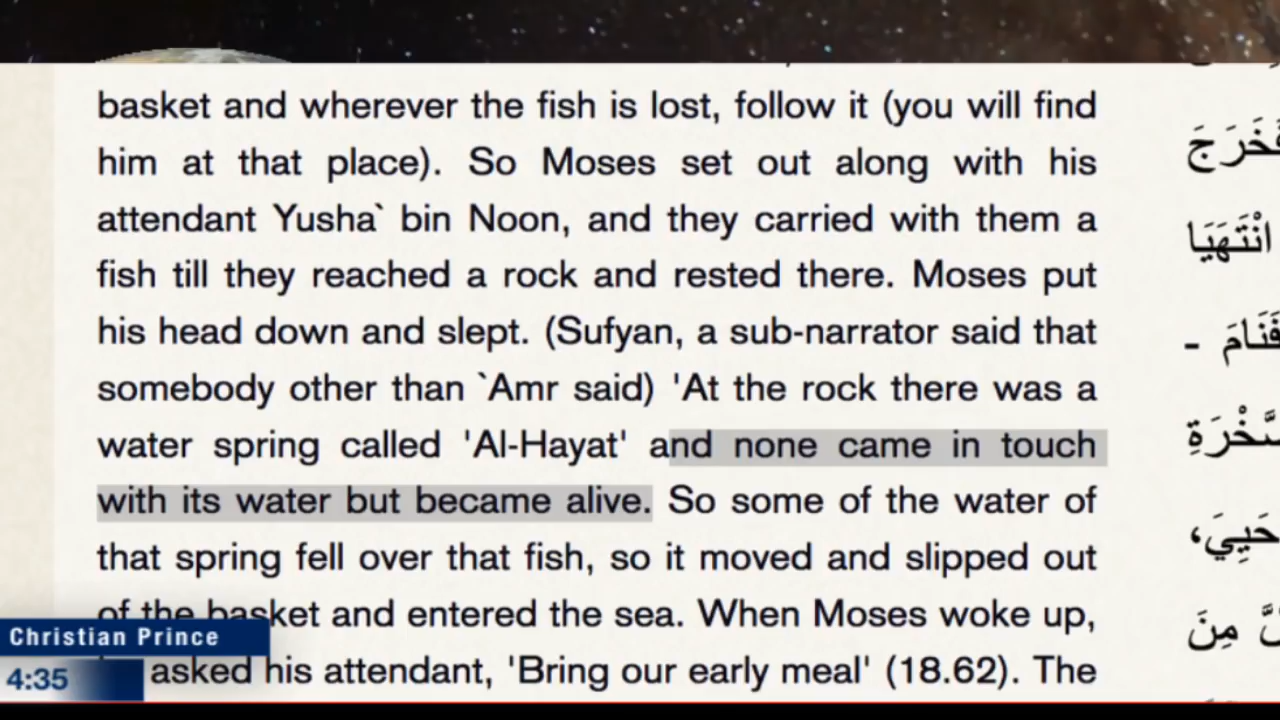 basket and wherever the fish is lost, follow it (you will find
him at that place). So Moses set out along with his
attendant Yusha` bin Noon, and they carried with them a
fish till they reached a rock and rested there. Moses put
his head down and slept. (Sufyan, a sub-narrator said that
somebody other than `Amr said) 'At the rock there was a
water spring called 'Al-Hayat' and none came in touch
with its water but became alive. So some of the water of
that spring fell over that fish, so it moved and slipped out
of the basket and entered the sea. When Moses woke up,
asked his attendant, 'Bring our early meal' (18.62). The
فَخَرَجَ
انْتَهَيَا
فَنَامَ -
حَيِيَ،
مِنَ
Christian Prince
4:35